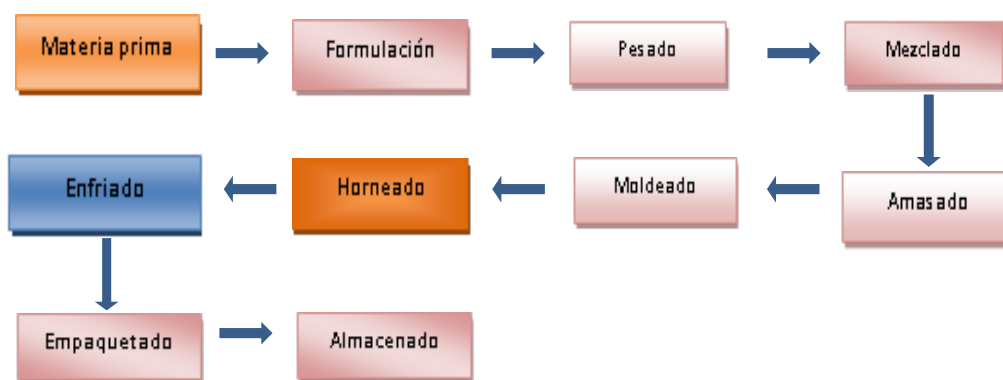 Materia prima
Formulación
Pesado
Mezclado
Enfriado
Horneado
Moldeado
Amasado
Empaquetado
Almacenado